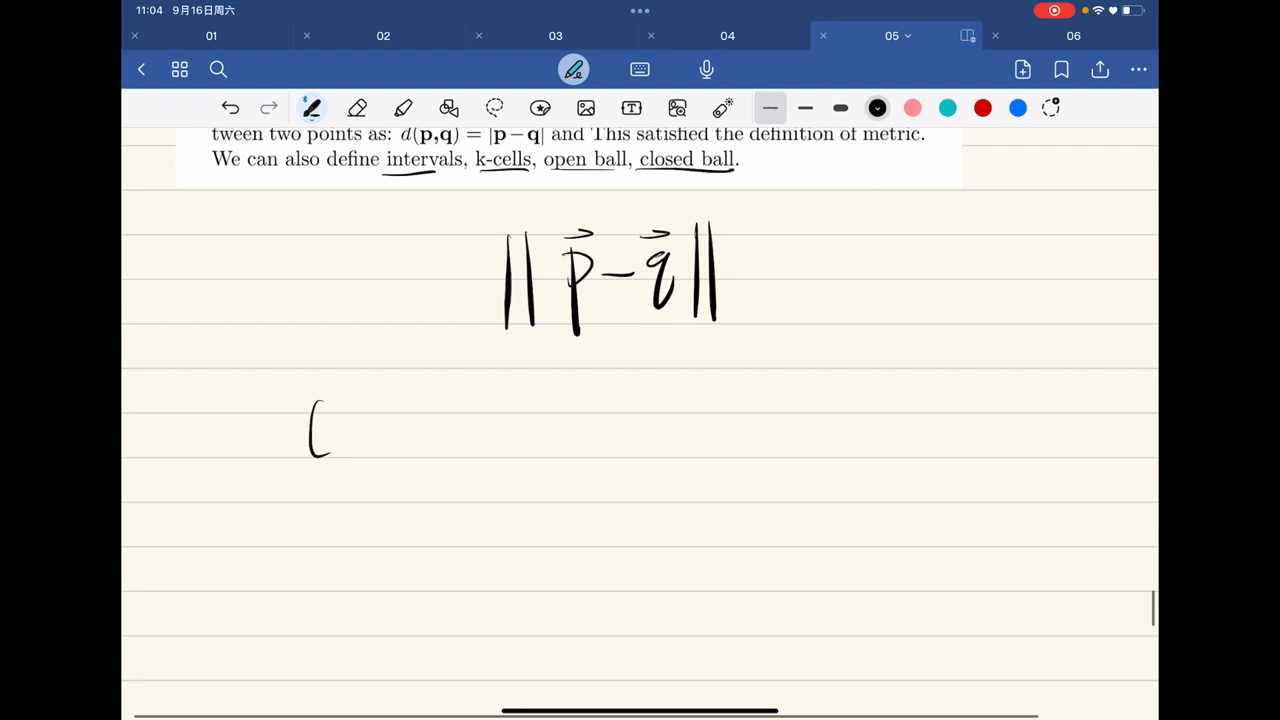 11:04 9月16日周六
01 02 03 04 05 06
tween two points as: d(p,q) = |p − q| and This satisfied the definition of metric.
We can also define intervals, k-cells, open ball, closed ball.
|| p⃗ − q⃗ ||
(